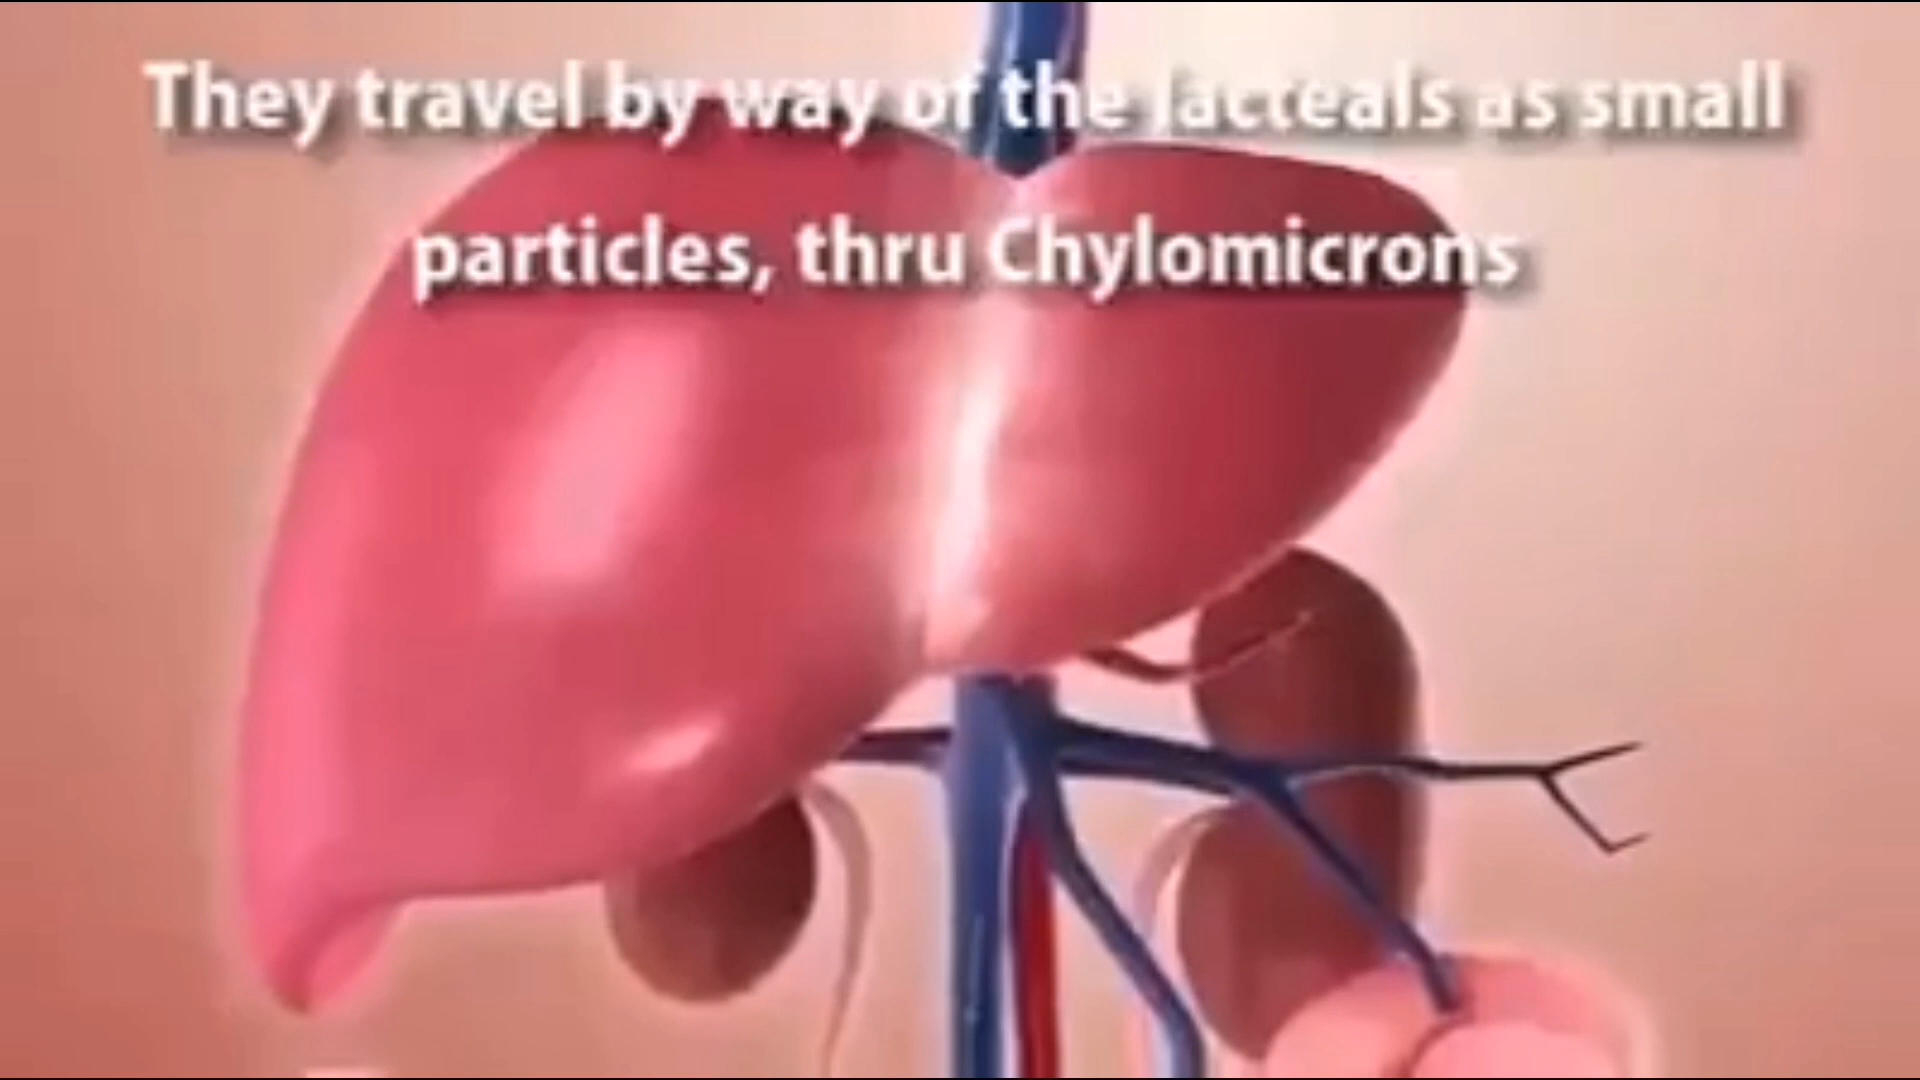 They travel by way of the lacteals as small
particles, thru Chylomicrons